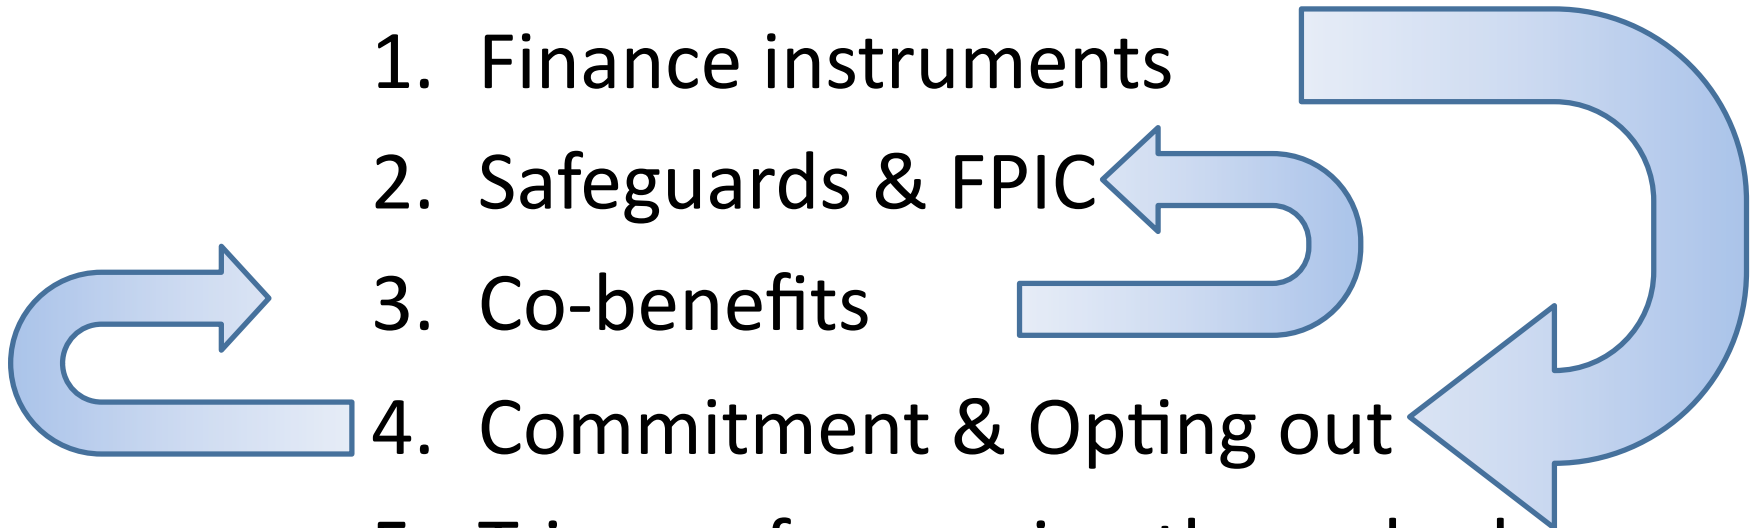 1. Finance instruments
2. Safeguards & FPIC
3. Co-benefits
4. Commitment & Opting out